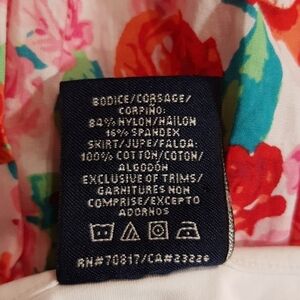 BODICE/CORSAGE/
CORPIÑO:
84% NYLON/NAILON
16% SPANDEX
SKIRT/JUPE/FALDA:
100% COTTON/COTON/
ALGODÓN
EXCLUSIVE OF TRIMS/
GARNITURES NON
COMPRISE/EXCEPTO
ADORNOS
RN#70817/CA#23226